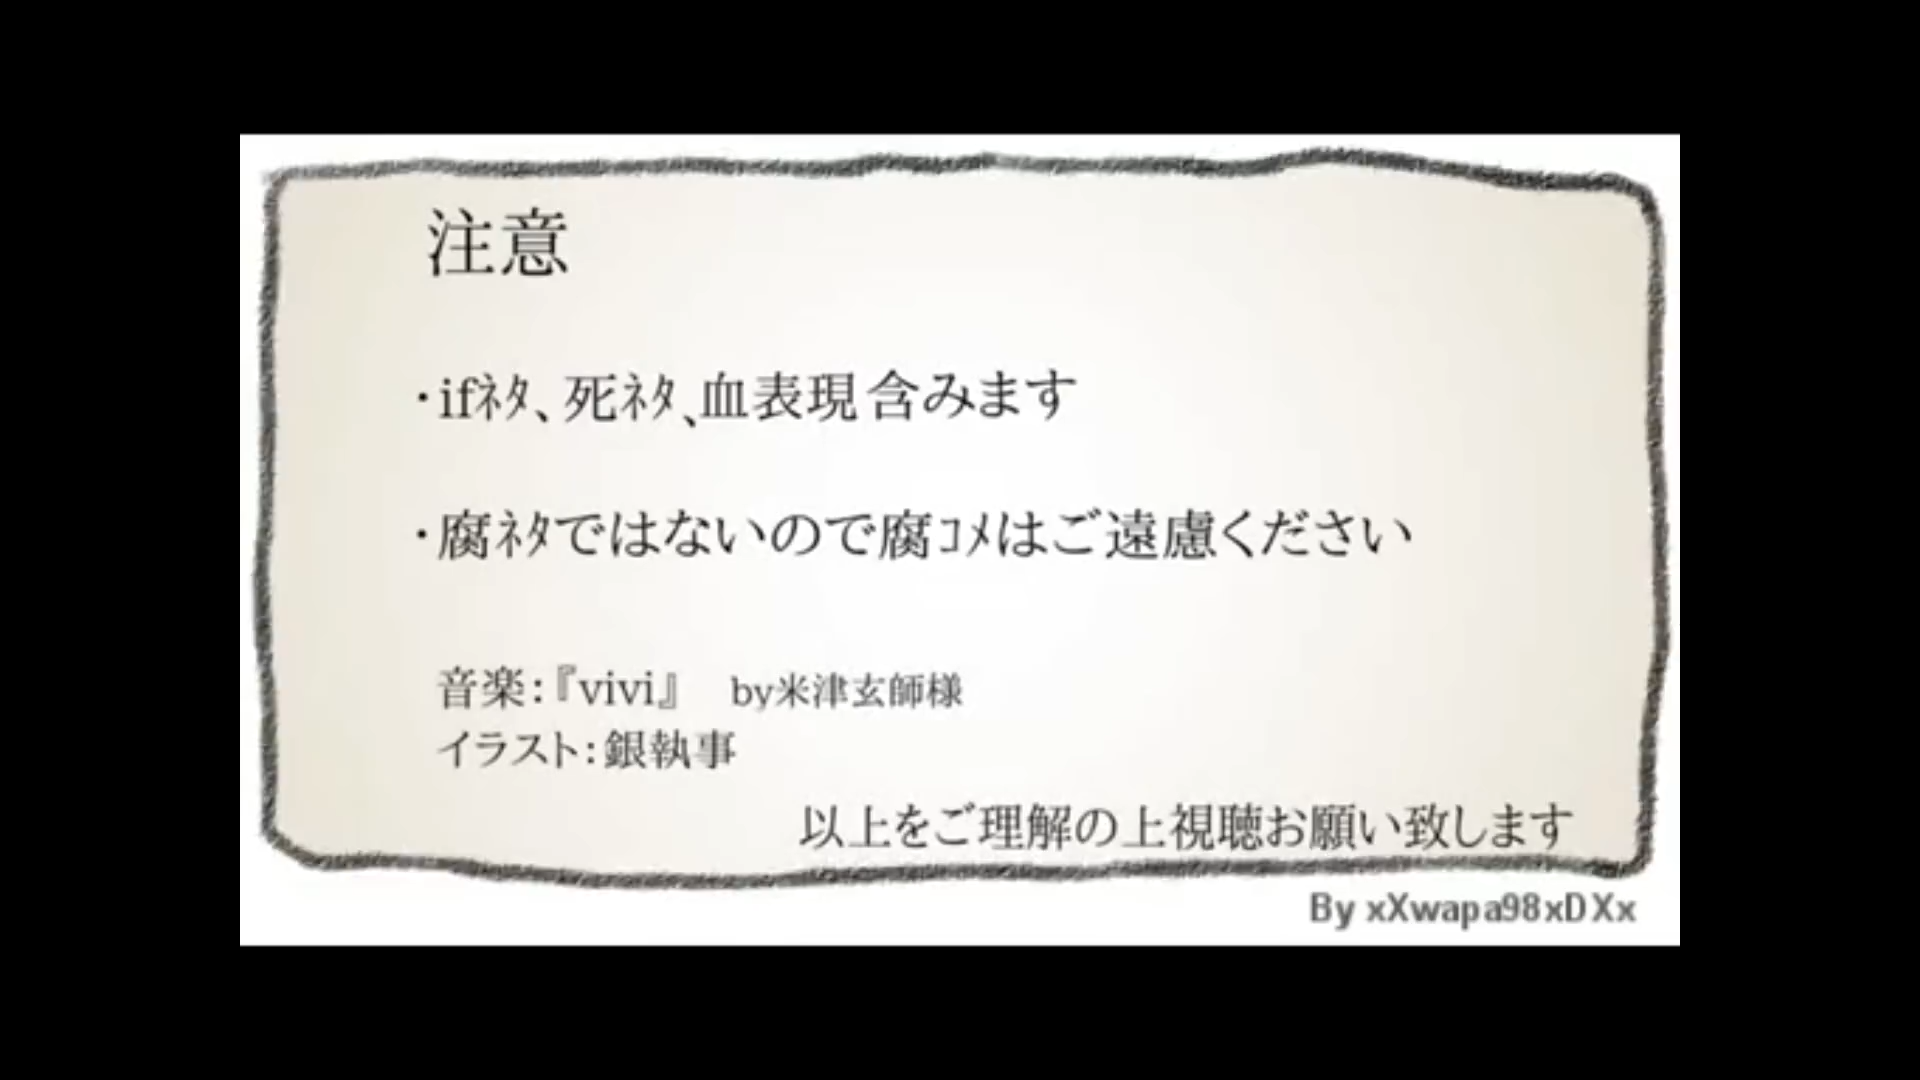 注意
・ifﾈﾀ、死ﾈﾀ、血表現含みます
・腐ﾈﾀではないので腐ｺﾒはご遠慮ください
音楽：『vivi』　by米津玄師様
イラスト：銀執事
以上をご理解の上視聴お願い致します
By xXwapa98xDXx